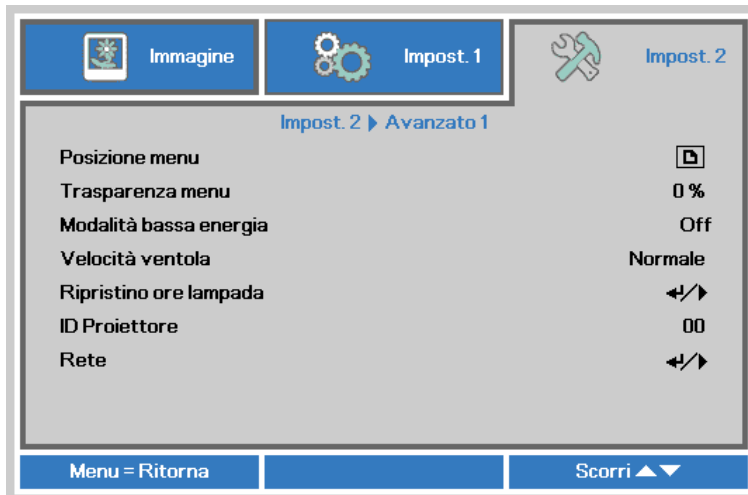 Immagine Impost. 1 Impost. 2
Impost. 2 Avanzato 1
Posizione menu
Trasparenza menu 0 %
Modalità bassa energia Off
Velocità ventola Normale
Ripristino ore lampada ↵/▶
ID Proiettore 00
Rete ↵/▶
Menu = Ritorna Scorri ▲▼